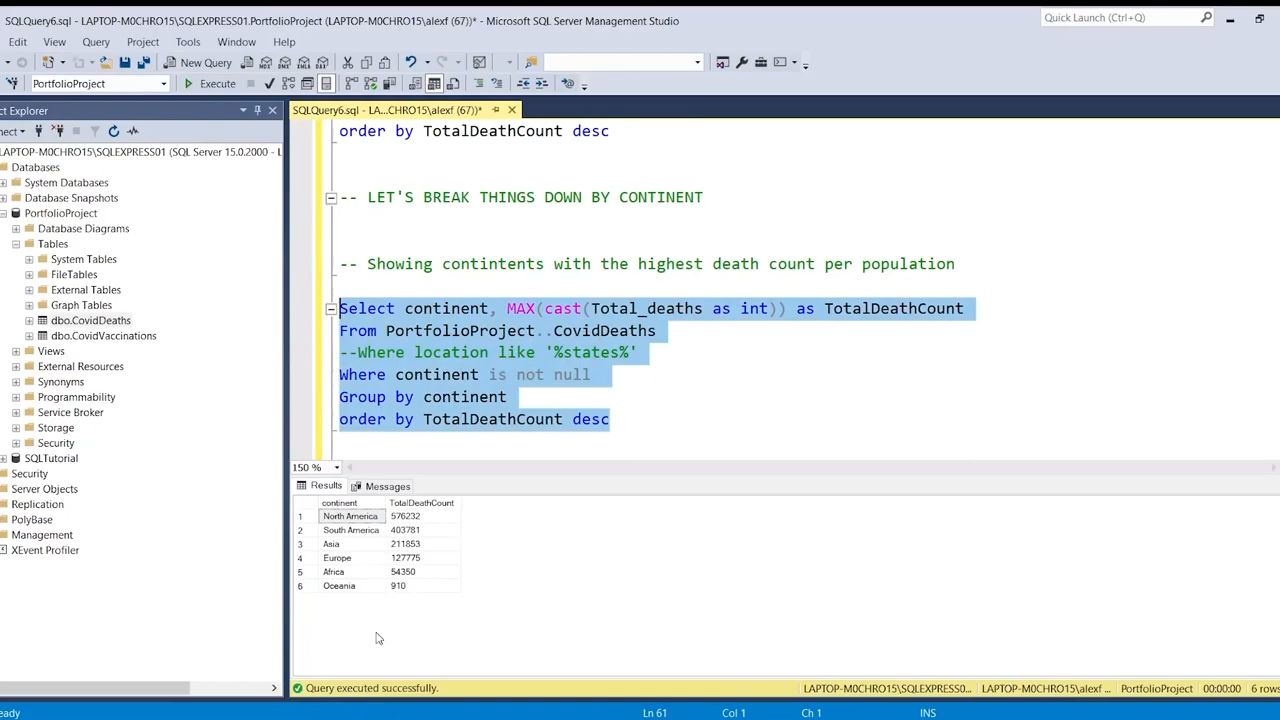 SQLQuery6.sql - LAPTOP-M0CHRO15\SQLEXPRESS01.PortfolioProject (LAPTOP-M0CHRO15\alexf (67))* - Microsoft SQL Server Management Studio
Quick Launch (Ctrl+Q)
Edit View Query Project Tools Window Help
New Query
PortfolioProject Execute
ct Explorer
SQLQuery6.sql - LA...CHRO15\alexf (67))*
nect
LAPTOP-M0CHRO15\SQLEXPRESS01 (SQL Server 15.0.2000 - L
Databases
System Databases
Database Snapshots
PortfolioProject
Database Diagrams
Tables
System Tables
FileTables
External Tables
Graph Tables
dbo.CovidDeaths
dbo.CovidVaccinations
Views
External Resources
Synonyms
Programmability
Service Broker
Storage
Security
SQLTutorial
Security
Server Objects
Replication
PolyBase
Management
XEvent Profiler
order by TotalDeathCount desc
-- LET'S BREAK THINGS DOWN BY CONTINENT
-- Showing contintents with the highest death count per population
Select continent, MAX(cast(Total_deaths as int)) as TotalDeathCount
From PortfolioProject..CovidDeaths
--Where location like '%states%'
Where continent is not null
Group by continent
order by TotalDeathCount desc
150 %
Results Messages
continent TotalDeathCount
1 North America 576232
2 South America 403781
3 Asia 211853
4 Europe 127775
5 Africa 54350
6 Oceania 910
Query executed successfully.
LAPTOP-M0CHRO15\SQLEXPRESS0... LAPTOP-M0CHRO15\alexf ... PortfolioProject 00:00:00 6 rows
eady Ln 61 Col 1 Ch 1 INS